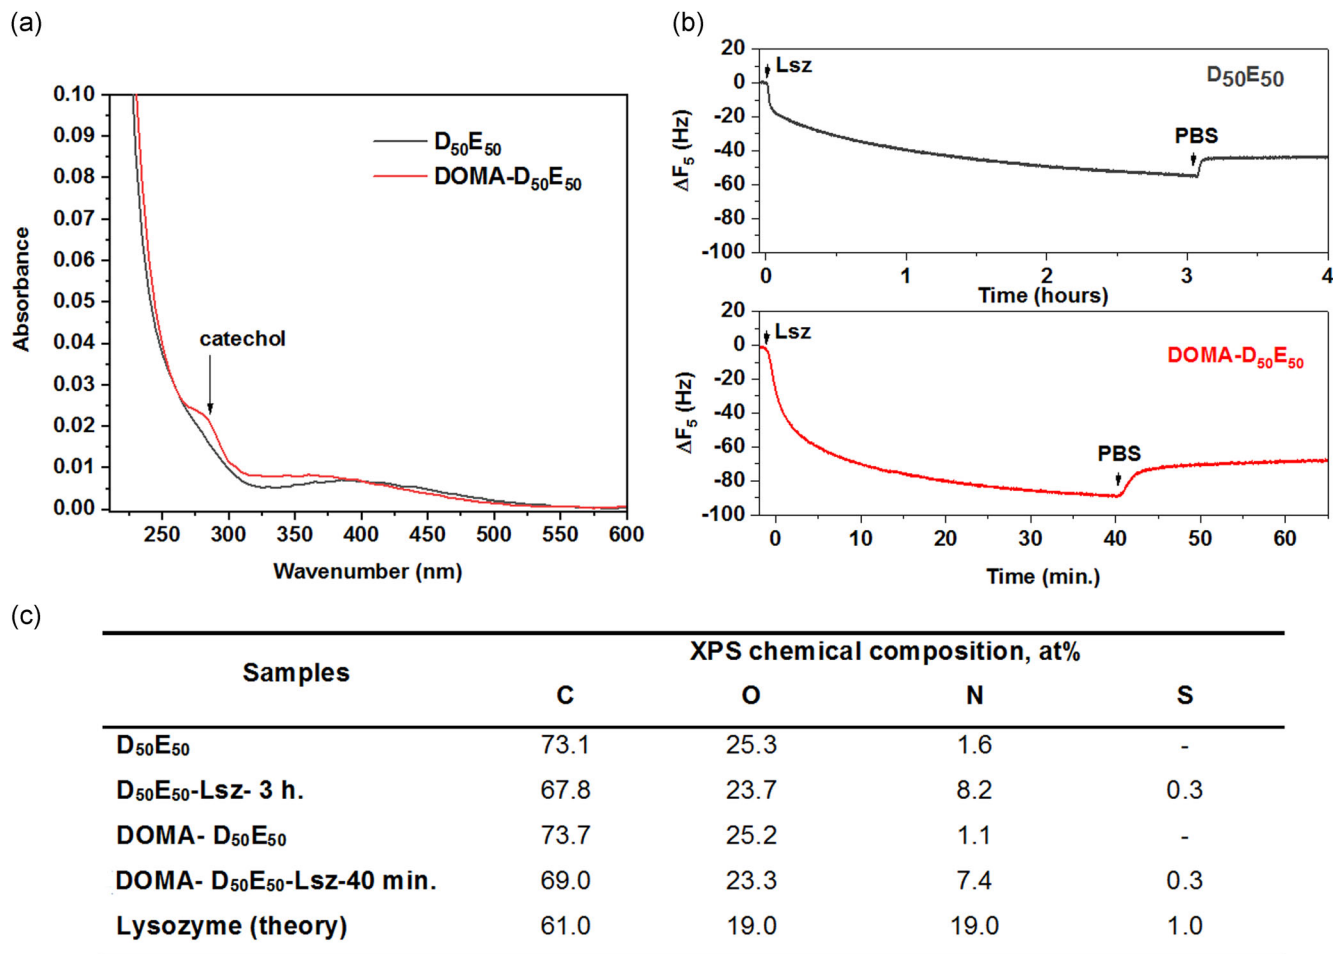 (a)
0.10
0.09
0.08
0.07
0.06
0.05
0.04
0.03
0.02
0.01
0.00
Absorbance
D50E50
DOMA-D50E50
catechol
250 300 350 400 450 500 550 600
Wavenumber (nm)
(b)
20
0
-20
-40
-60
-80
-100
ΔF5 (Hz)
Lsz
D50E50
PBS
0 1 2 3 4
Time (hours)
20
0
-20
-40
-60
-80
-100
ΔF5 (Hz)
Lsz
DOMA-D50E50
PBS
0 10 20 30 40 50 60
Time (min.)
(c)
Samples XPS chemical composition, at%
C O N S
D50E50 73.1 25.3 1.6 -
D50E50-Lsz- 3 h. 67.8 23.7 8.2 0.3
DOMA- D50E50 73.7 25.2 1.1 -
DOMA- D50E50-Lsz-40 min. 69.0 23.3 7.4 0.3
Lysozyme (theory) 61.0 19.0 19.0 1.0